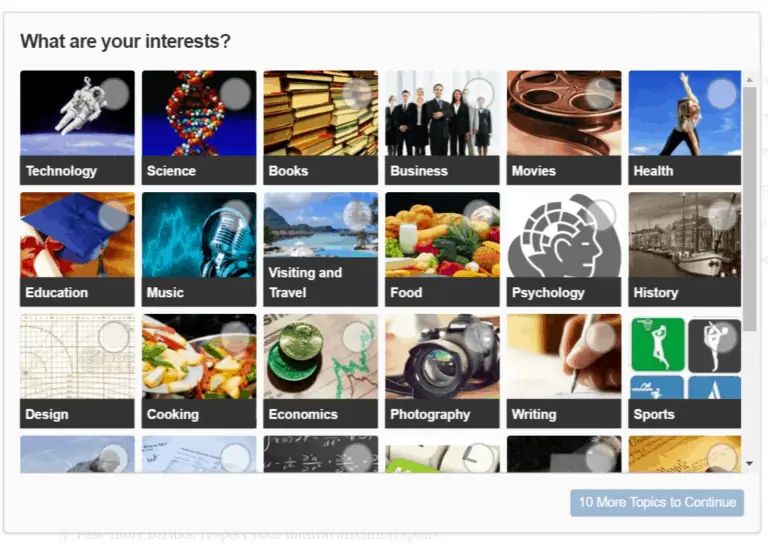 What are your interests?
Technology
Science
Books
Business
Movies
Health
Education
Music
Visiting and
Travel
Food
Psychology
History
Design
Cooking
Economics
Photography
Writing
Sports
10 More Topics to Continue